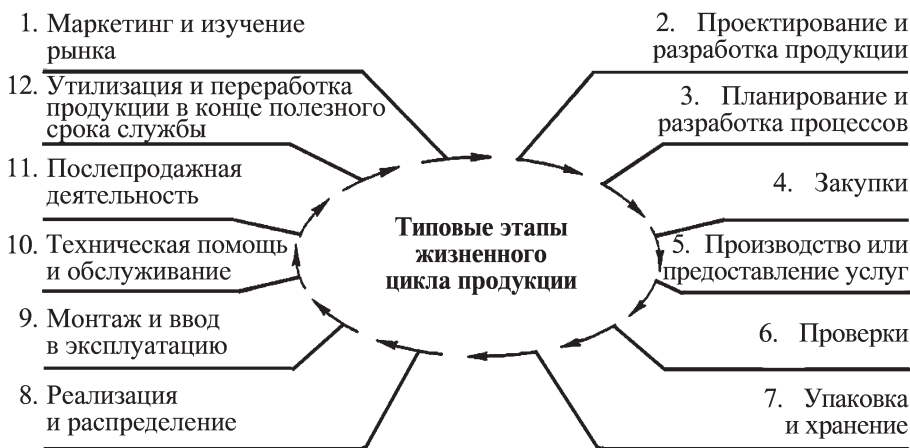 1. Маркетинг и изучение
рынка
2. Проектирование и
разработка продукции
3. Планирование и
разработка процессов
4. Закупки
5. Производство или
предоставление услуг
6. Проверки
7. Упаковка
и хранение
8. Реализация
и распределение
9. Монтаж и ввод
в эксплуатацию
10. Техническая помощь
и обслуживание
11. Послепродажная
деятельность
12. Утилизация и переработка
продукции в конце полезного
срока службы
Типовые этапы
жизненного
цикла продукции